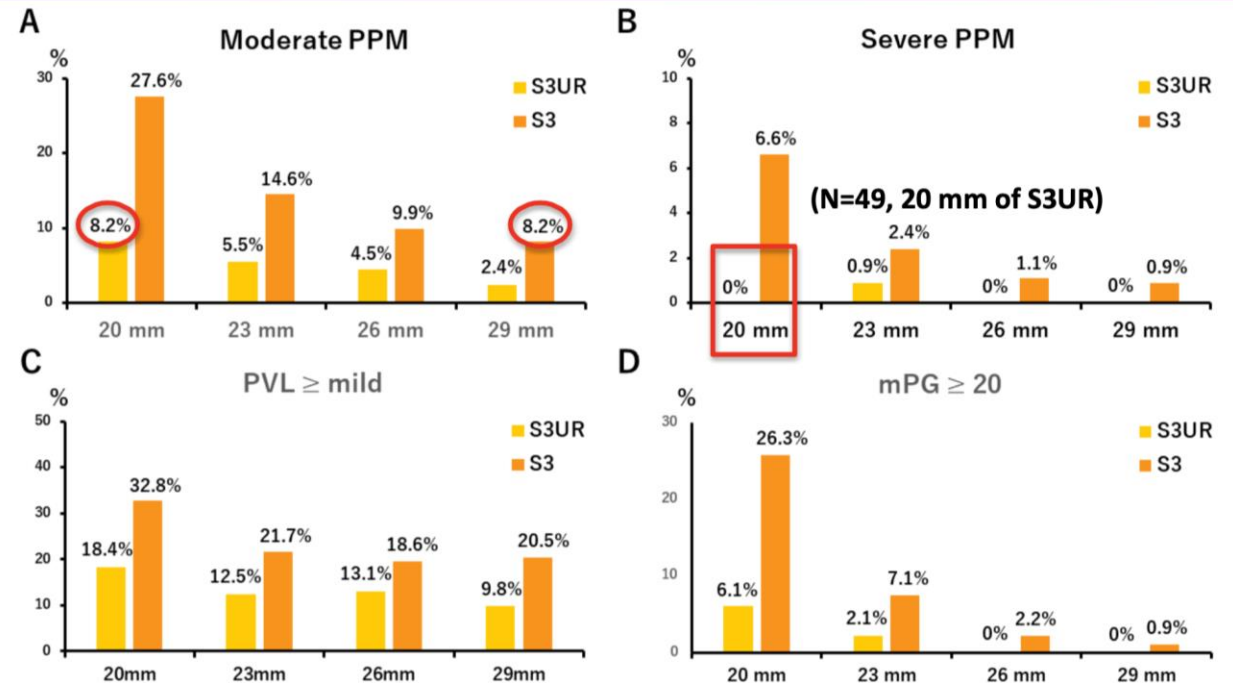 A
Moderate PPM
%
30
20
10
0
27.6%
14.6%
9.9%
8.2%
8.2%
5.5%
4.5%
2.4%
S3UR
S3
20 mm 23 mm 26 mm 29 mm
B
Severe PPM
%
10
8
6
4
2
0
6.6%
(N=49, 20 mm of S3UR)
2.4%
0% 0.9% 0% 1.1% 0% 0.9%
S3UR
S3
20 mm 23 mm 26 mm 29 mm
C
PVL ≥ mild
%
50
40
30
20
10
0
32.8%
18.4% 21.7% 18.6% 20.5%
12.5% 13.1% 9.8%
S3UR
S3
20mm 23mm 26mm 29mm
D
mPG ≥ 20
%
30
20
10
0
26.3%
6.1% 7.1%
2.1% 0% 2.2% 0% 0.9%
S3UR
S3
20 mm 23 mm 26 mm 29 mm